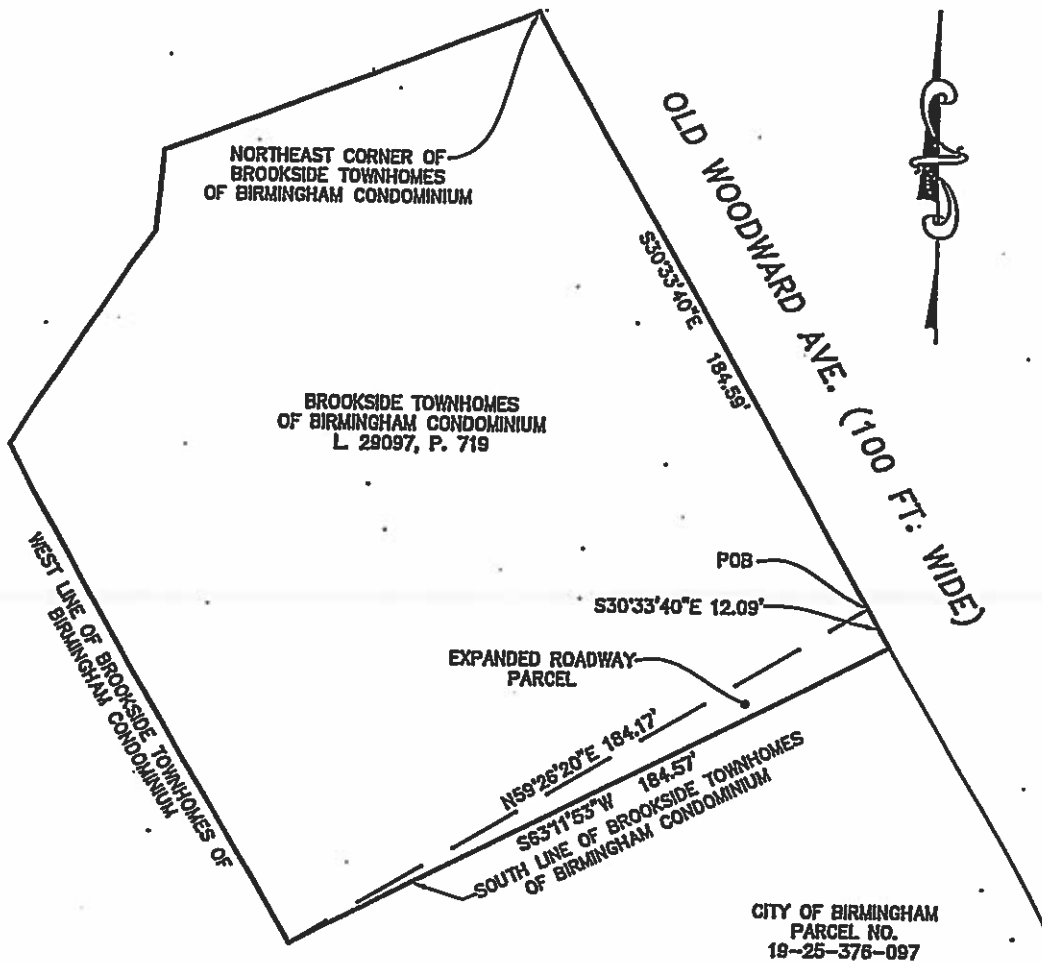 NORTHEAST CORNER OF
BROOKSIDE TOWNHOMES
OF BIRMINGHAM CONDOMINIUM
OLD WOODWARD AVE. (100 FT: WIDE)
S30°33'40"E 184.59'
BROOKSIDE TOWNHOMES
OF BIRMINGHAM CONDOMINIUM
L 29097, P. 719
WEST LINE OF BROOKSIDE TOWNHOMES OF
BIRMINGHAM CONDOMINIUM
POB
S30°33'40"E 12.09'
EXPANDED ROADWAY
PARCEL
N59°26'20"E 184.17'
S63°11'53"W 184.57'
SOUTH LINE OF BROOKSIDE TOWNHOMES
OF BIRMINGHAM CONDOMINIUM
CITY OF BIRMINGHAM
PARCEL NO.
19-25-376-097